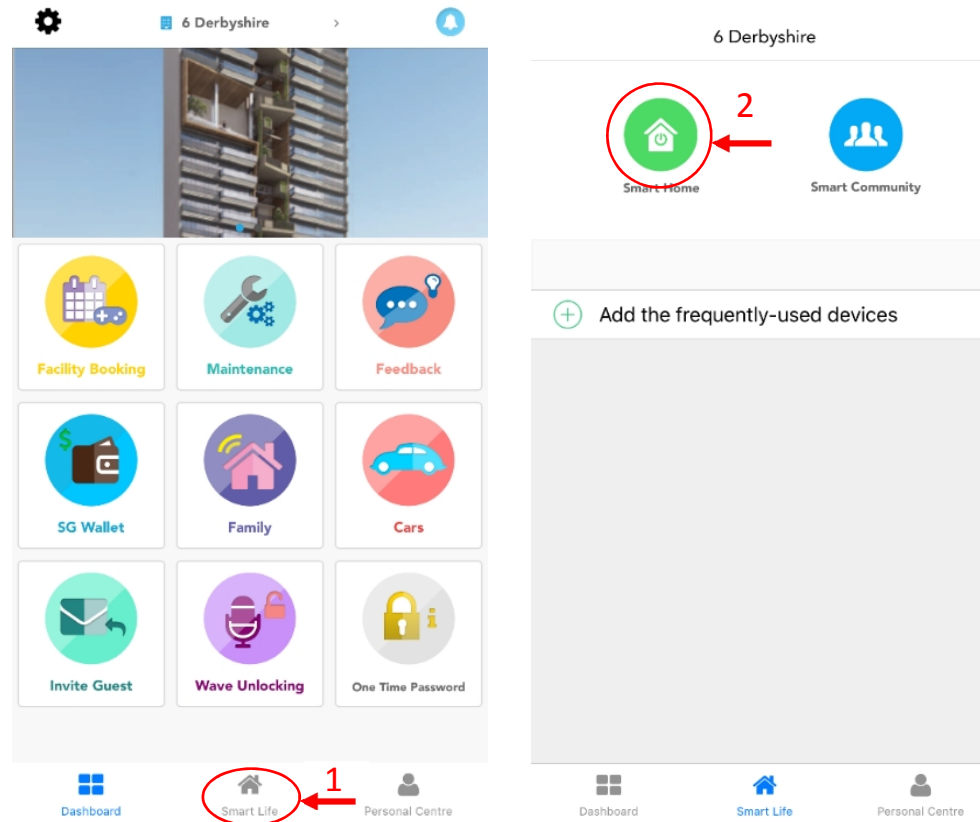 6 Derbyshire >
Facility Booking
Maintenance
Feedback
$
SG Wallet
Family
Cars
Invite Guest
Wave Unlocking
i
One Time Password
1
Dashboard
Smart Life
Personal Centre
6 Derbyshire
2
Smart Home
Smart Community
Add the frequently-used devices
Dashboard
Smart Life
Personal Centre